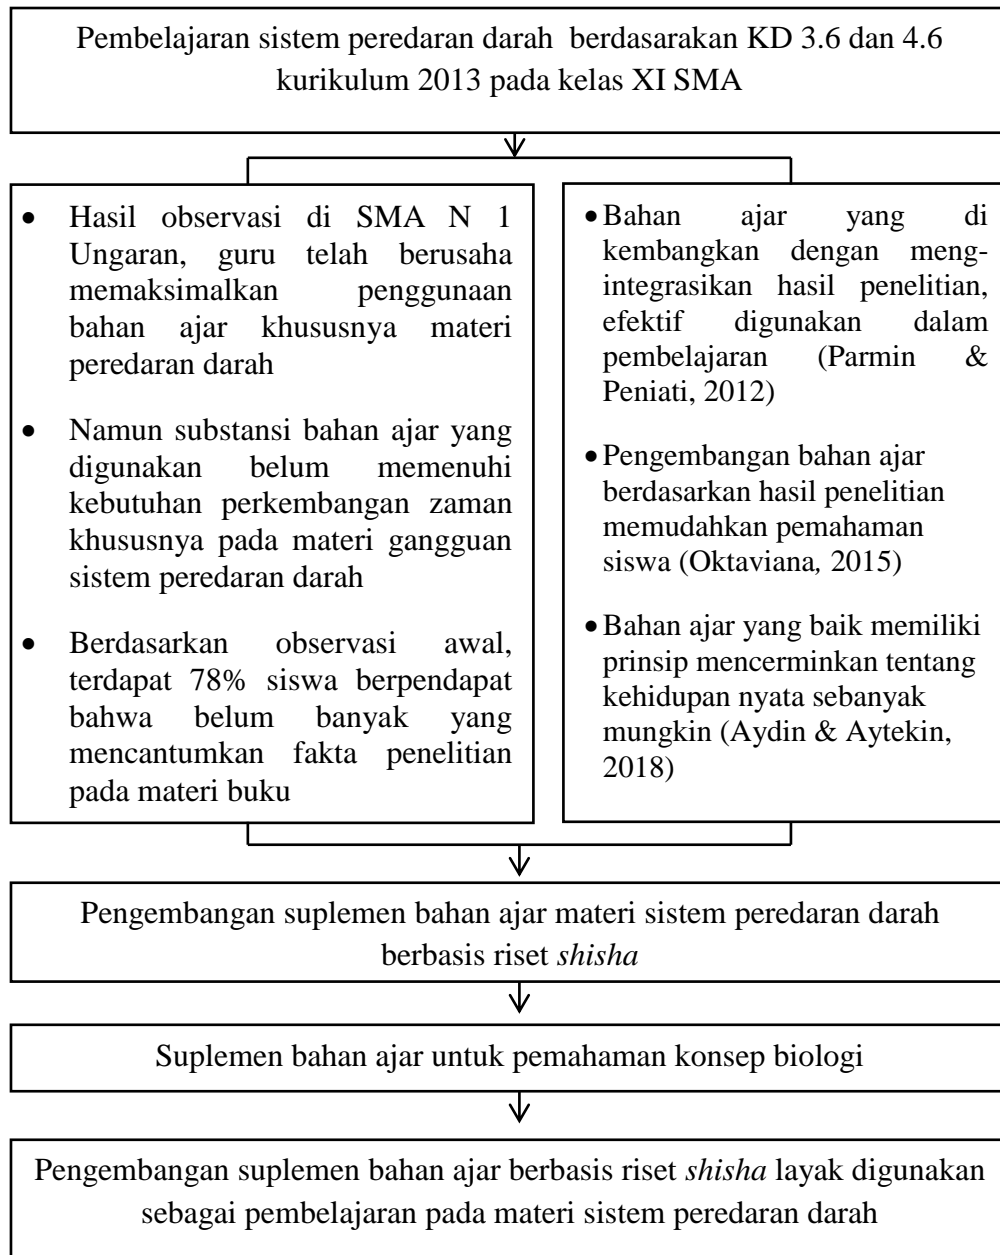 Pembelajaran sistem peredaran darah berdasarakan KD 3.6 dan 4.6
kurikulum 2013 pada kelas XI SMA
• Hasil observasi di SMA N 1
Ungaran, guru telah berusaha
memaksimalkan penggunaan
bahan ajar khususnya materi
peredaran darah
• Namun substansi bahan ajar yang
digunakan belum memenuhi
kebutuhan perkembangan zaman
khususnya pada materi gangguan
sistem peredaran darah
• Berdasarkan observasi awal,
terdapat 78% siswa berpendapat
bahwa belum banyak yang
mencantumkan fakta penelitian
pada materi buku
• Bahan ajar yang di
kembangkan dengan meng-
integrasikan hasil penelitian,
efektif digunakan dalam
pembelajaran (Parmin &
Peniati, 2012)
• Pengembangan bahan ajar
berdasarkan hasil penelitian
memudahkan pemahaman
siswa (Oktaviana, 2015)
• Bahan ajar yang baik memiliki
prinsip mencerminkan tentang
kehidupan nyata sebanyak
mungkin (Aydin & Aytekin,
2018)
Pengembangan suplemen bahan ajar materi sistem peredaran darah
berbasis riset shisha
Suplemen bahan ajar untuk pemahaman konsep biologi
Pengembangan suplemen bahan ajar berbasis riset shisha layak digunakan
sebagai pembelajaran pada materi sistem peredaran darah